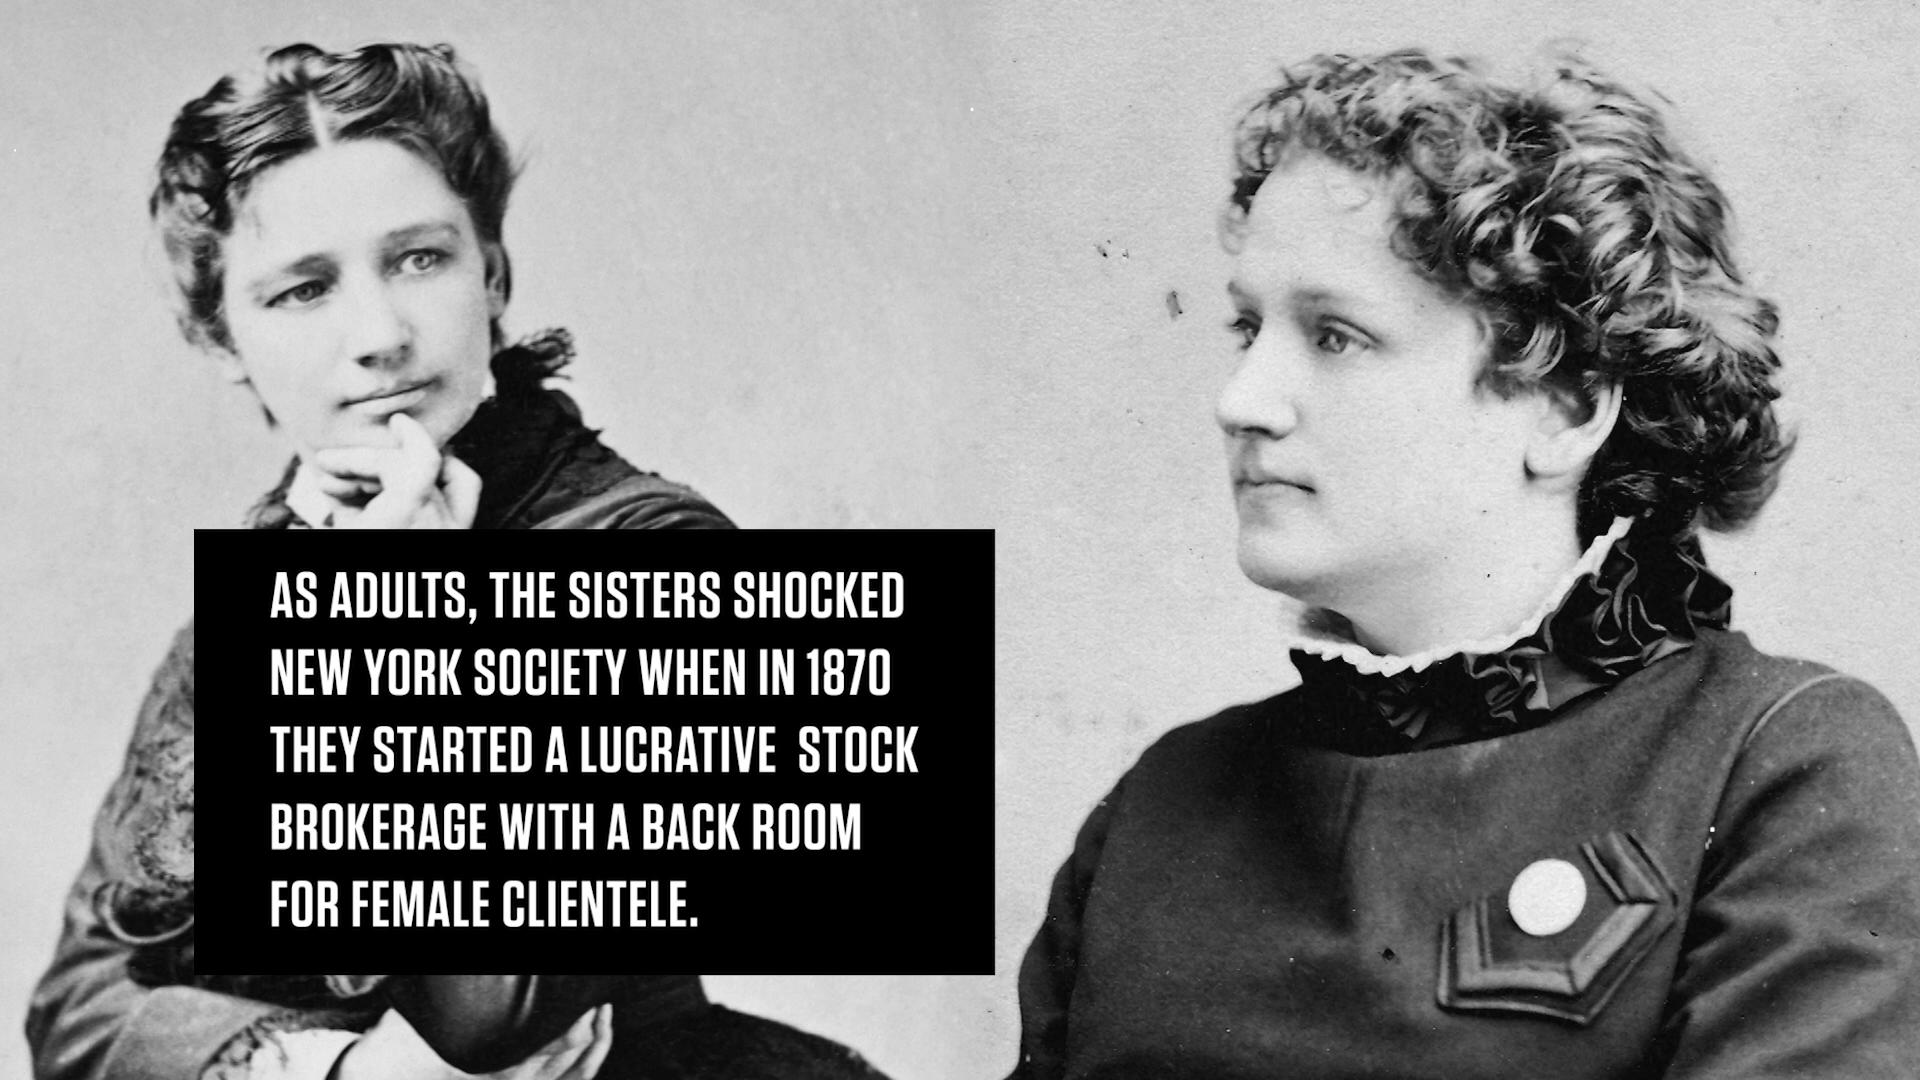 AS ADULTS, THE SISTERS SHOCKED
NEW YORK SOCIETY WHEN IN 1870
THEY STARTED A LUCRATIVE  STOCK
BROKERAGE WITH A BACK ROOM
FOR FEMALE CLIENTELE.